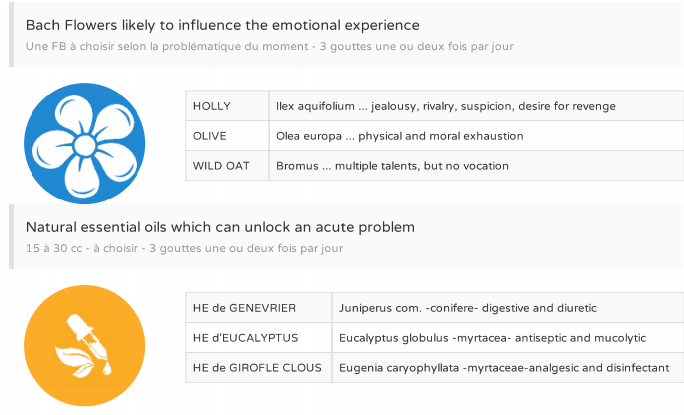 Bach Flowers likely to influence the emotional experience
Une FB à choisir selon la problématique du moment - 3 gouttes une ou deux fois par jour
HOLLY Ilex aquifolium ... jealousy, rivalry, suspicion, desire for revenge
OLIVE Olea europa ... physical and moral exhaustion
WILD OAT Bromus ... multiple talents, but no vocation
Natural essential oils which can unlock an acute problem
15 à 30 cc - à choisir - 3 gouttes une ou deux fois par jour
HE de GENEVRIER Juniperus com. -conifere- digestive and diuretic
HE d'EUCALYPTUS Eucalyptus globulus -myrtacea- antiseptic and mucolytic
HE de GIROFLE CLOUS Eugenia caryophyllata -myrtaceae-analgesic and disinfectant